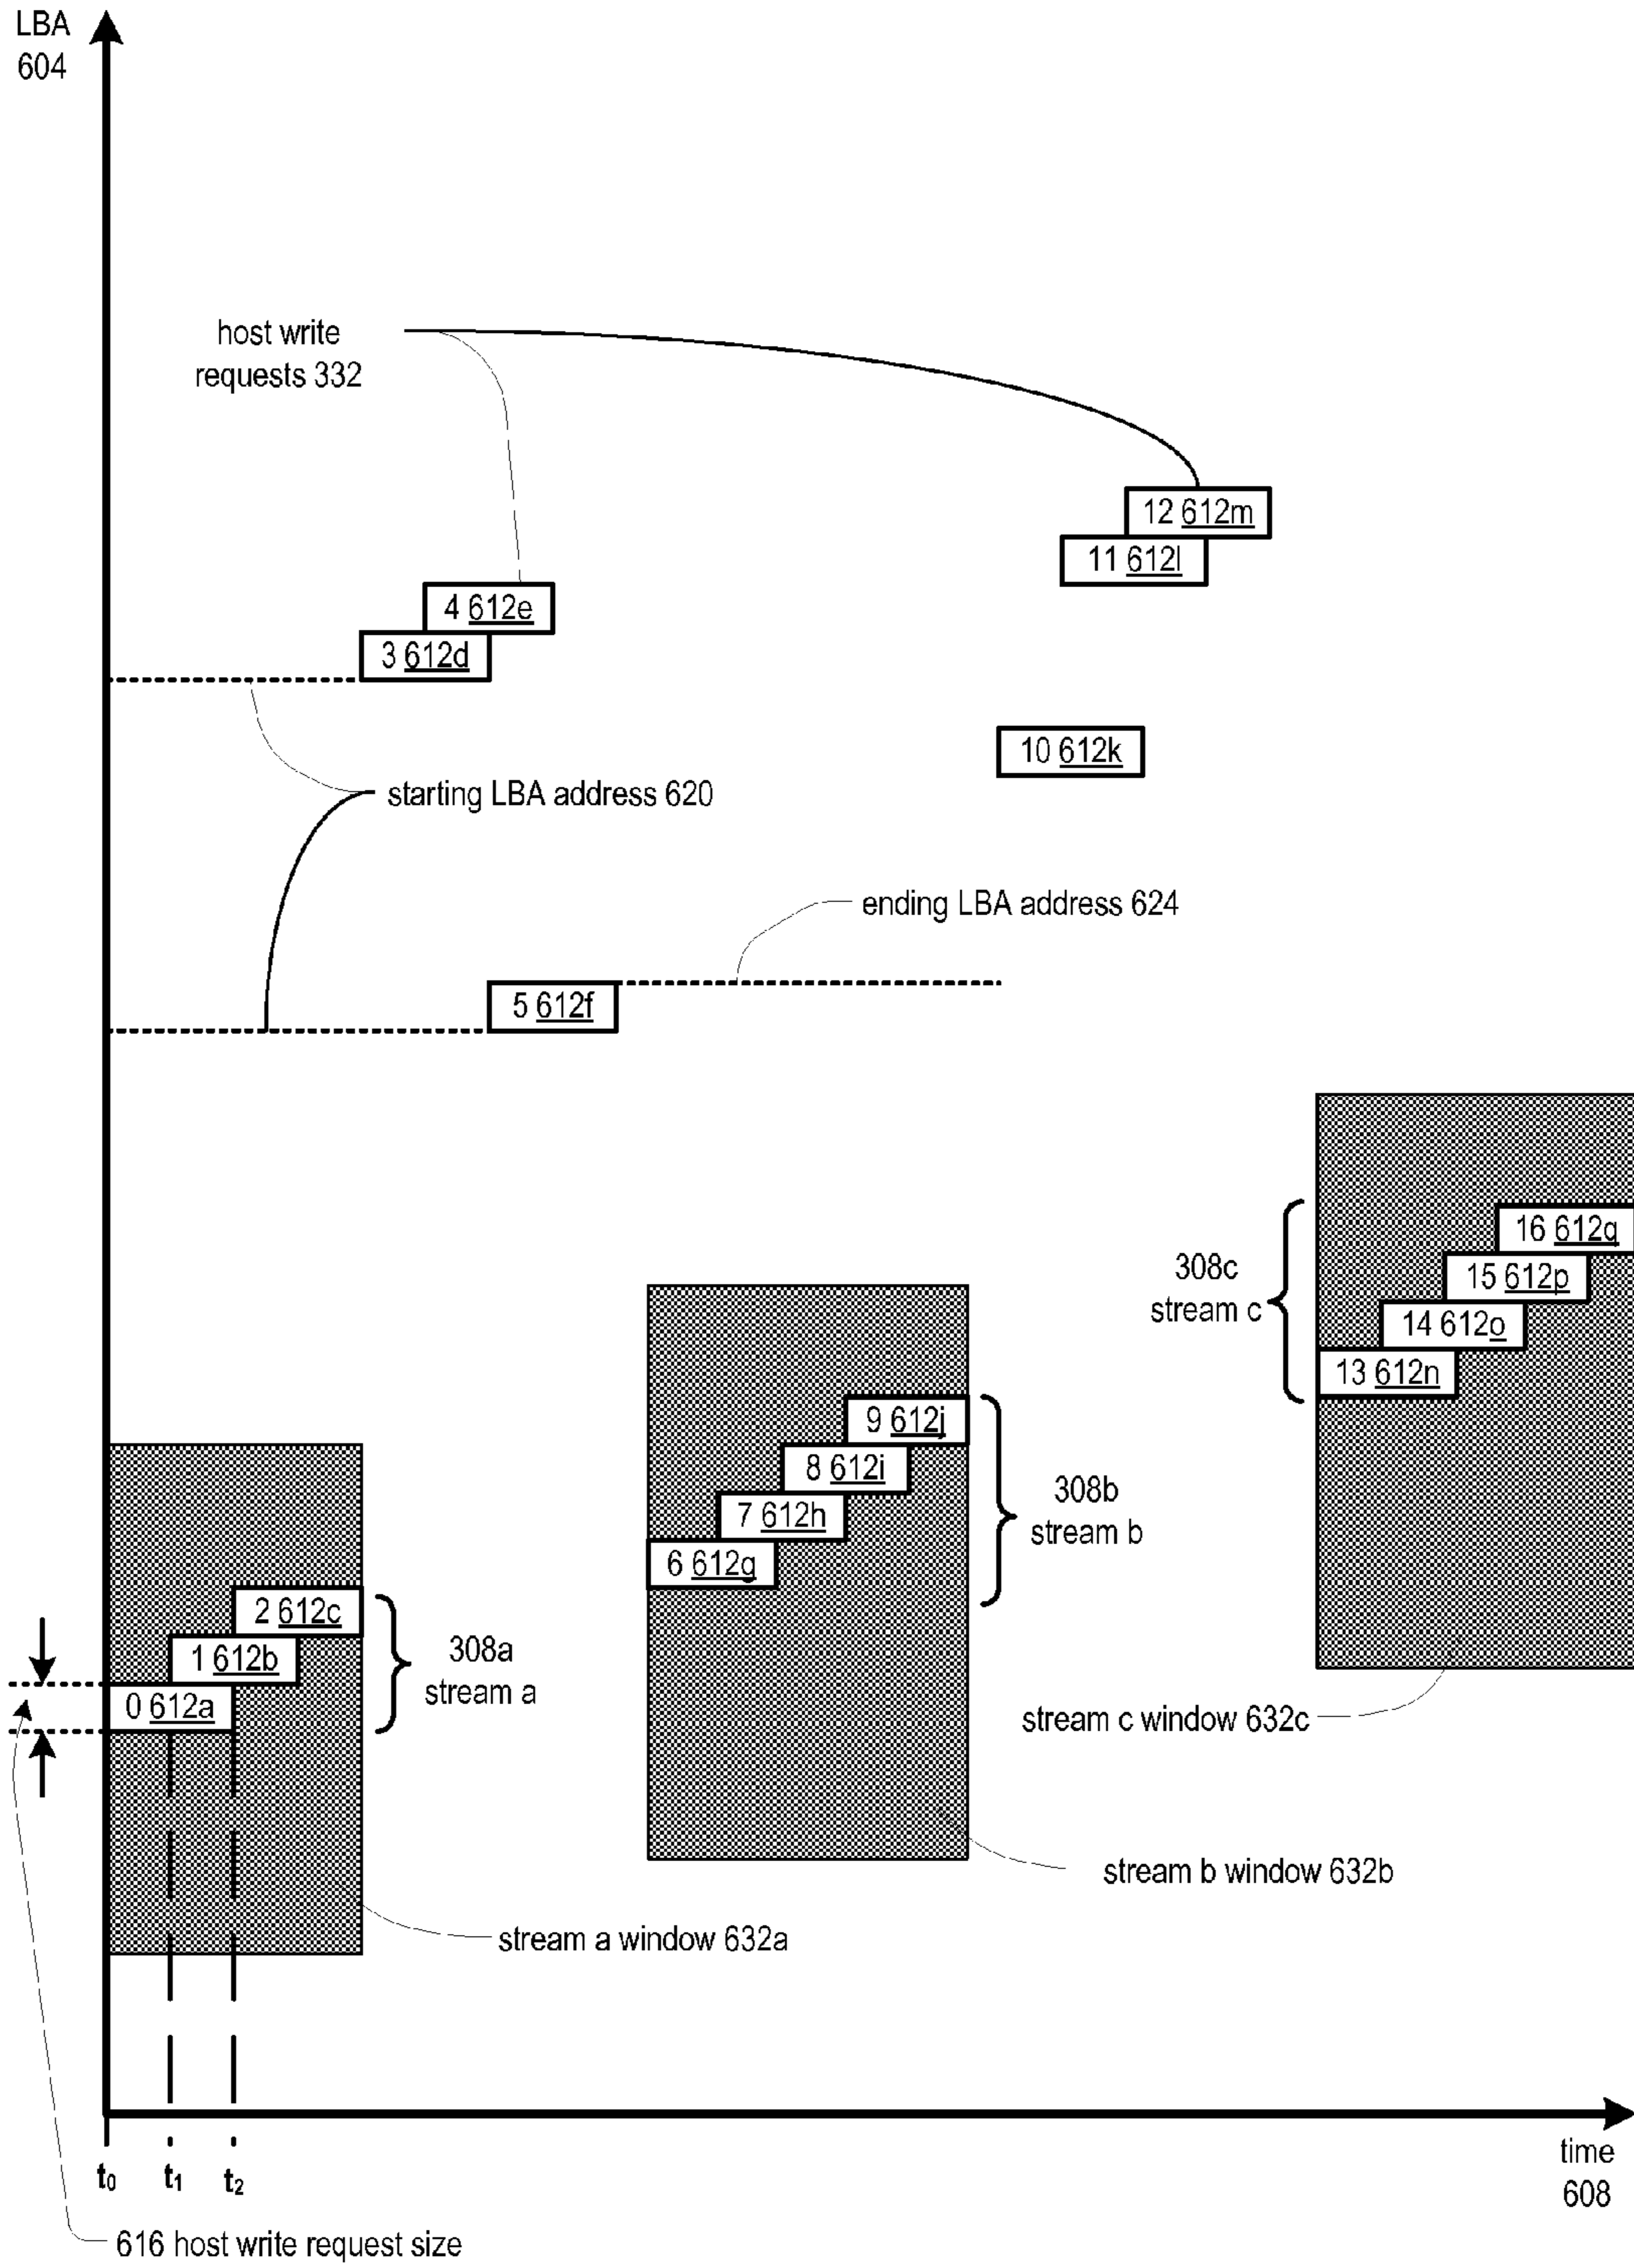 LBA
604
host write
requests 332
12 612m
11 612l
4 612e
3 612d
10 612k
starting LBA address 620
ending LBA address 624
5 612f
16 612q
308c
stream c
15 612p
14 612o
13 612n
9 612j
8 612i
308b
stream b
7 612h
6 612g
2 612c
308a
stream a
1 612b
0 612a
stream c window 632c
stream b window 632b
stream a window 632a
time
608
t₀ t₁ t₂
616 host write request size